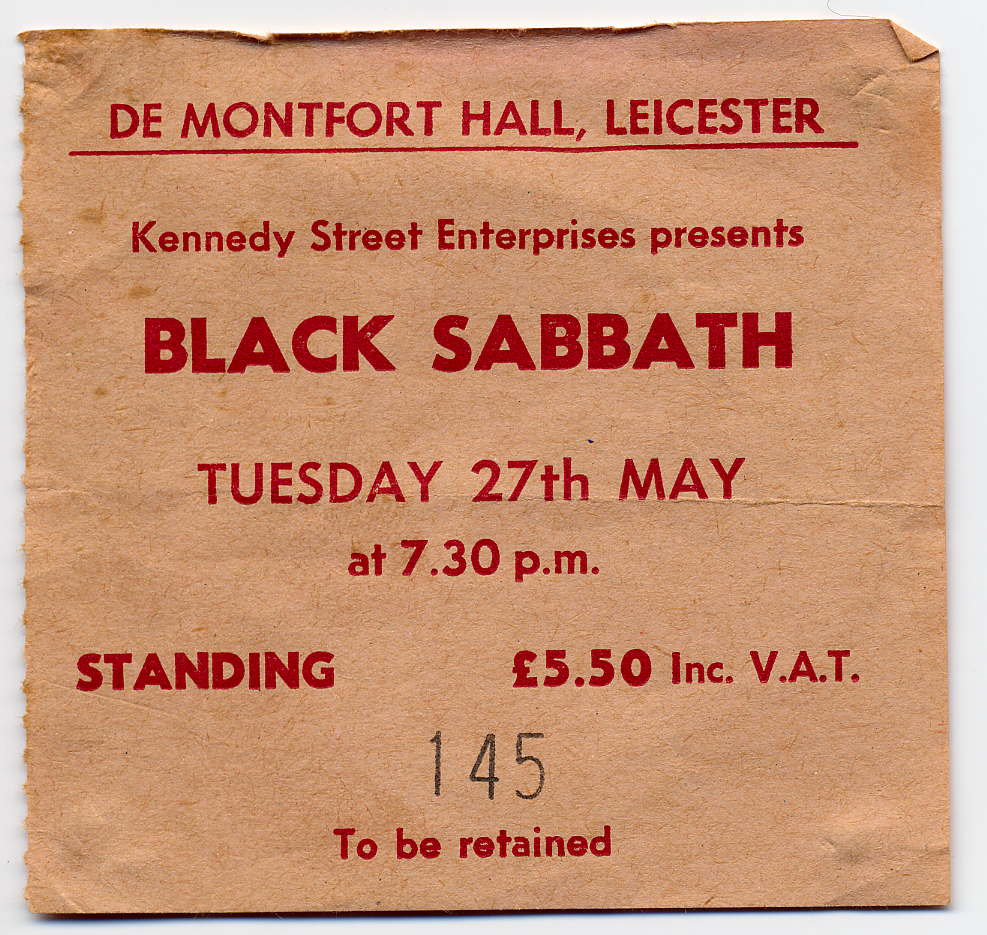 DE MONTFORT HALL, LEICESTER
Kennedy Street Enterprises presents
BLACK SABBATH
TUESDAY 27th MAY
at 7.30 p.m.
STANDING £5.50 Inc. V.A.T.
145
To be retained